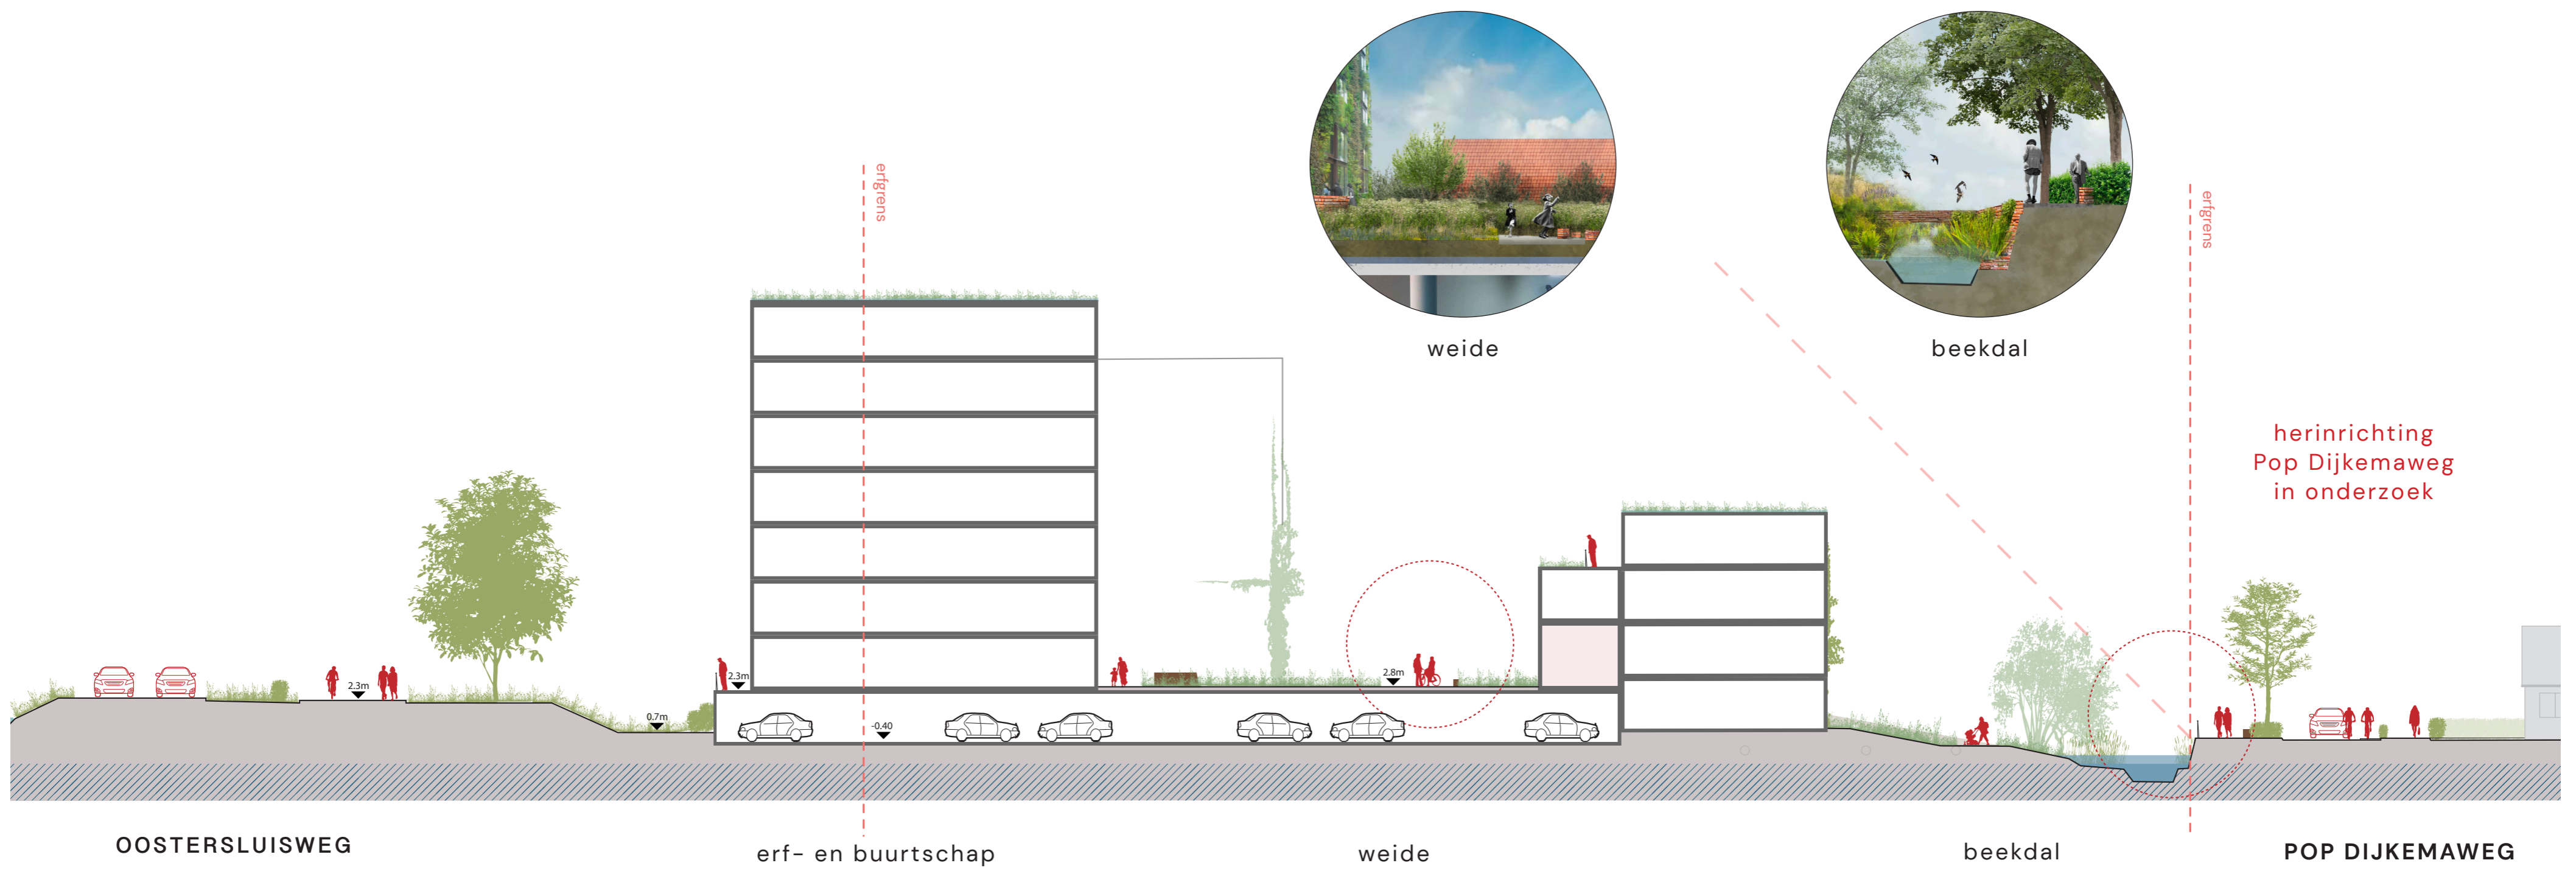 weide
beekdal
erfgrens
erfgrens
herinrichting
Pop Dijkemaweg
in onderzoek
2.3m
0.7m
2.3m
-0.40
2.8m
OOSTERSLUISWEG
erf- en buurtschap
weide
beekdal
POP DIJKEMAWEG